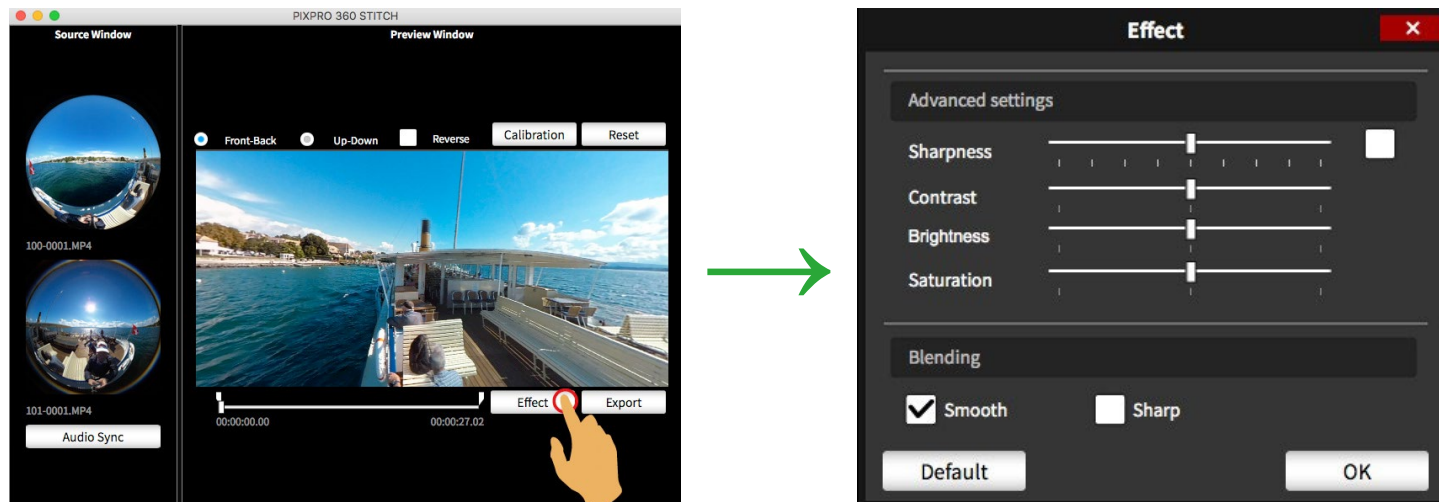 PIXPRO 360 STITCH
Source Window
Preview Window
Front-Back
Up-Down
Reverse
Calibration
Reset
100-0001.MP4
101-0001.MP4
Audio Sync
00:00:00.00
00:00:27.02
Effect
Export
Effect
Advanced settings
Sharpness
Contrast
Brightness
Saturation
Blending
Smooth
Sharp
Default
OK